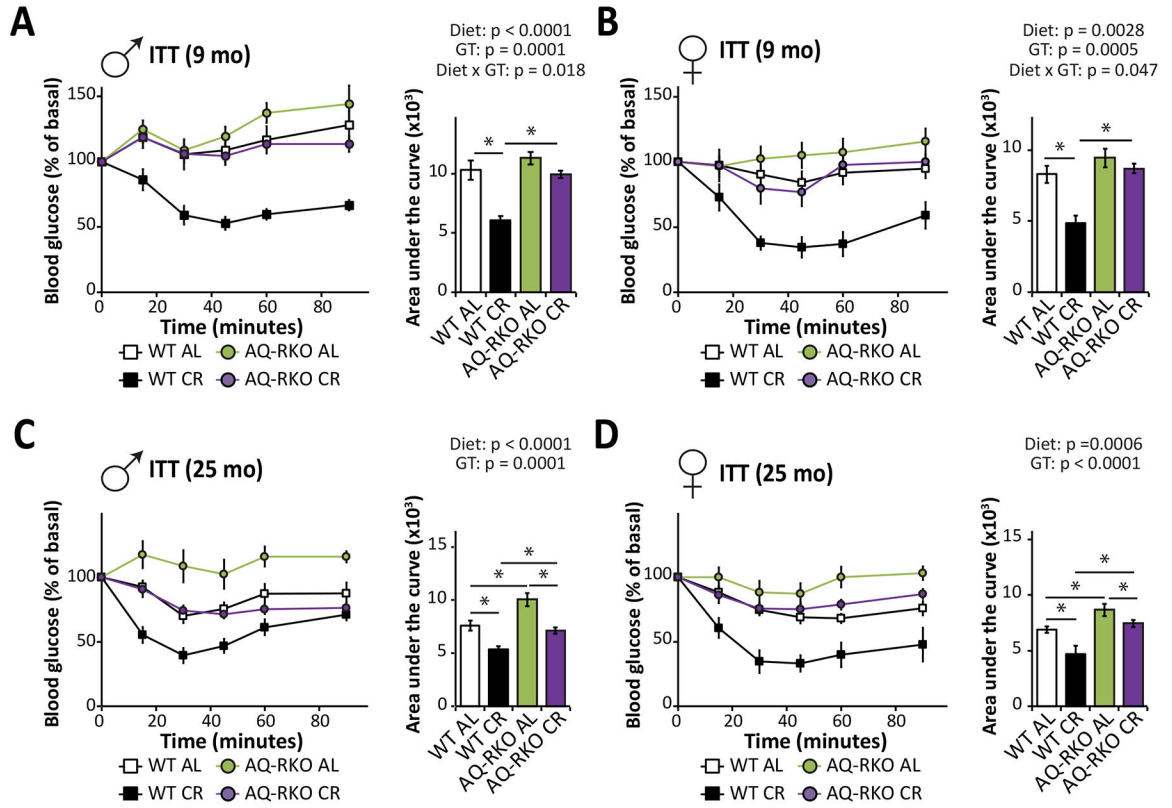 A
ITT (9 mo)
Diet: p < 0.0001
GT: p = 0.0001
Diet x GT: p = 0.018
Blood glucose (% of basal)
150
100
50
0
0 20 40 60 80
Time (minutes)
WT AL AQ-RKO AL
WT CR AQ-RKO CR
Area under the curve (x10³)
10
5
0
* *
WT AL
WT CR
AQ-RKO AL
AQ-RKO CR
B
ITT (9 mo)
Diet: p = 0.0028
GT: p = 0.0005
Diet x GT: p = 0.047
Blood glucose (% of basal)
150
100
50
0
0 20 40 60 80
Time (minutes)
WT AL AQ-RKO AL
WT CR AQ-RKO CR
Area under the curve (x10³)
10
5
0
* *
WT AL
WT CR
AQ-RKO AL
AQ-RKO CR
C
ITT (25 mo)
Diet: p < 0.0001
GT: p = 0.0001
Blood glucose (% of basal)
100
50
0
0 20 40 60 80
Time (minutes)
WT AL AQ-RKO AL
WT CR AQ-RKO CR
Area under the curve (x10³)
15
10
5
0
*
* *
*
WT AL
WT CR
AQ-RKO AL
AQ-RKO CR
D
ITT (25 mo)
Diet: p =0.0006
GT: p < 0.0001
Blood glucose (% of basal)
100
50
0
0 20 40 60 80
Time (minutes)
WT AL AQ-RKO AL
WT CR AQ-RKO CR
Area under the curve (x10³)
15
10
5
0
*
* *
*
WT AL
WT CR
AQ-RKO AL
AQ-RKO CR